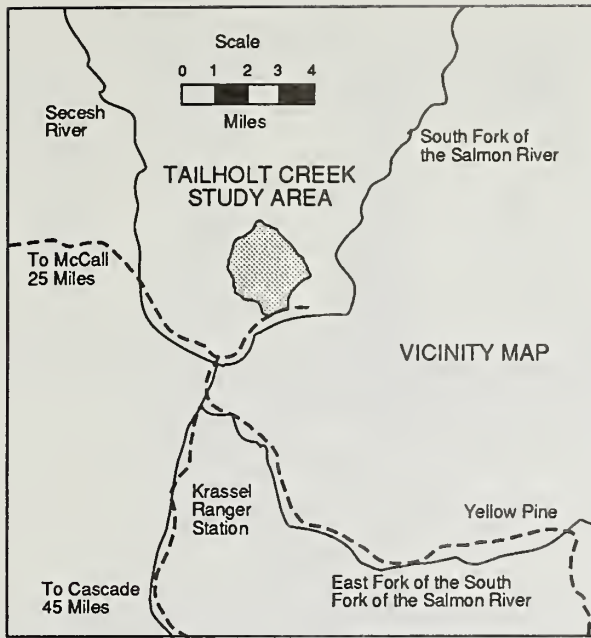 Scale
0 1 2 3 4
Miles
Secesh
River
South Fork of
the Salmon River
TAILHOLT CREEK
STUDY AREA
To McCall
25 Miles
VICINITY MAP
Krassel
Ranger
Station
Yellow Pine
To Cascade
45 Miles
East Fork of the South
Fork of the Salmon River